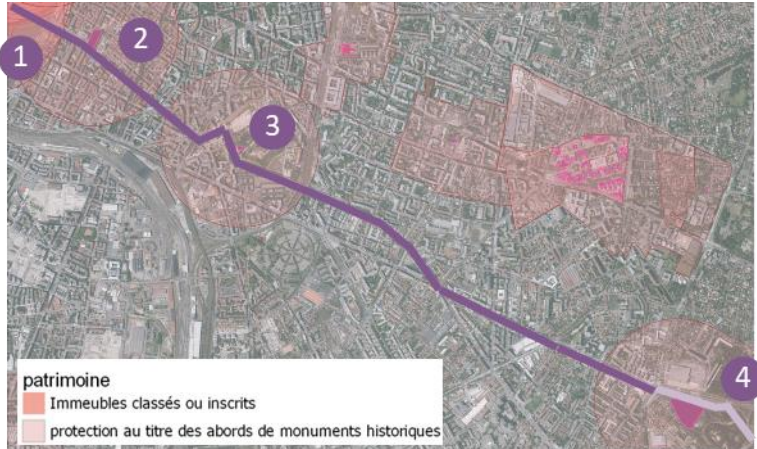 1
2
3
4
patrimoine
Immeubles classés ou inscrits
protection au titre des abords de monuments historiques